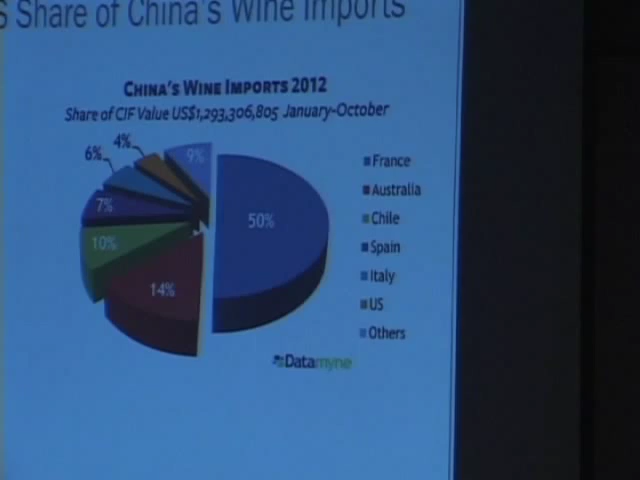 S Share of China's Wine Imports
CHINA'S WINE IMPORTS 2012
Share of CIF Value US$1,293,306,805 January-October
4%
6%
9%
7%
10%
14%
50%
France
Australia
Chile
Spain
Italy
US
Others
Datamyne